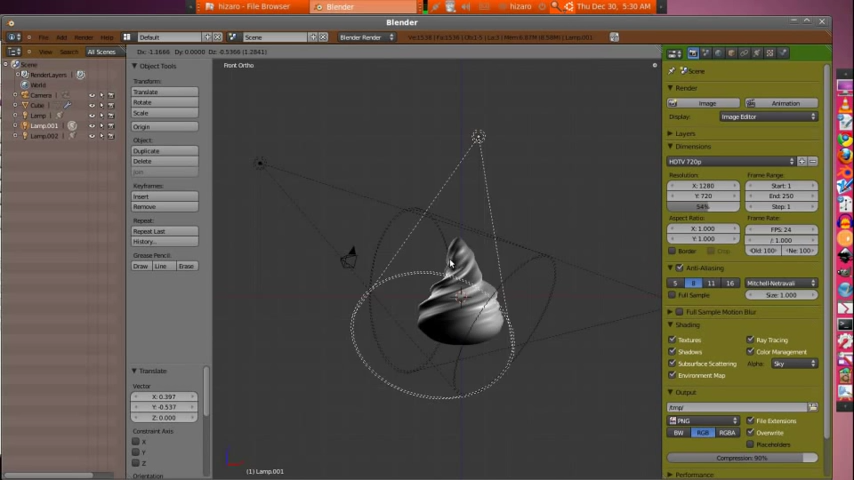 hizaro - File Browser
Blender
hizaro
Thu Dec 30, 5:30 AM
Blender
File Add Render Help
Default
Scene
Blender Render
View Search All Scenes
Scene
RenderLayers
World
Camera
Cube
Lamp
Lamp.001
Lamp.002
Object Tools
Transform:
Translate
Rotate
Scale
Origin
Object:
Duplicate
Delete
Join
Keyframes:
Insert
Remove
Repeat:
Repeat Last
History...
Grease Pencil:
Draw Line Erase
Translate
Vector
X: 0.397
Y: -0.537
Z: 0.000
Constraint Axis
X
Y
Z
Orientation
Front Ortho
(1) Lamp.001
Scene
Render
Image
Animation
Display:
Image Editor
Layers
Dimensions
HDTV 720p
Resolution:
Frame Range:
X: 1280
Start: 1
Y: 720
End: 250
54%
Step: 1
Aspect Ratio:
Frame Rate:
X: 1.000
FPS: 24
Y: 1.000
/: 1.000
Border
Crop
Anti-Aliasing
5 8 11 16
Mitchell-Netravali
Full Sample
Size: 1.000
Full Sample Motion Blur
Shading
Textures
Ray Tracing
Shadows
Color Management
Subsurface Scattering
Alpha:
Sky
Environment Map
Output
/tmp/
PNG
File Extensions
BW RGB RGBA
Overwrite
Placeholders
Compression: 90%
Performance